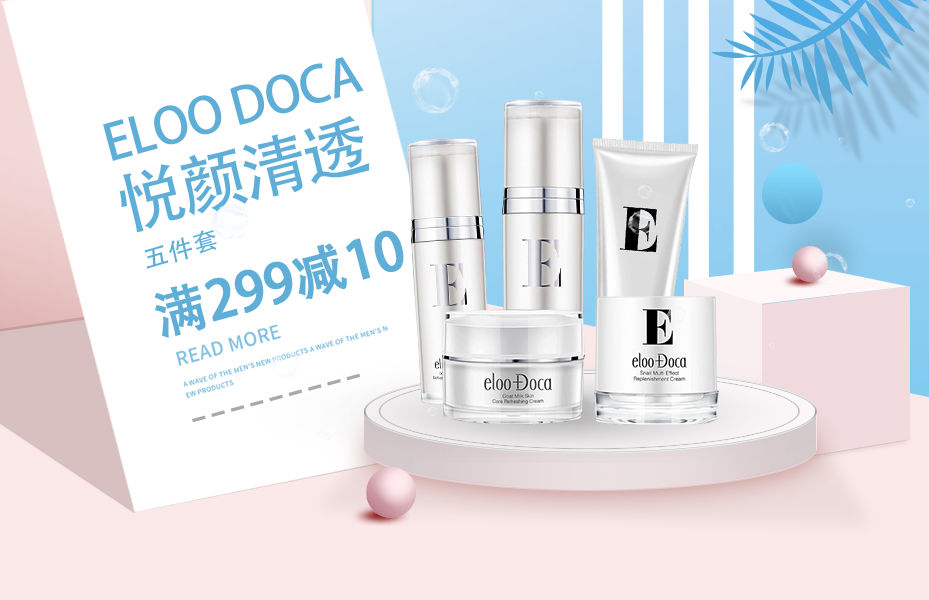 ELOO DOCA
悦颜清透
五件套
满299减10
READ MORE
A WAVE OF THE MEN'S NEW PRODUCTS A WAVE OF THE MEN'S N
EW PRODUCTS
E
E
E
E
eloo-Doca
Snail Multi Effect
Replenishment Cream
eloo-Doca
Goat Milk Skin
Care Refreshing Cream